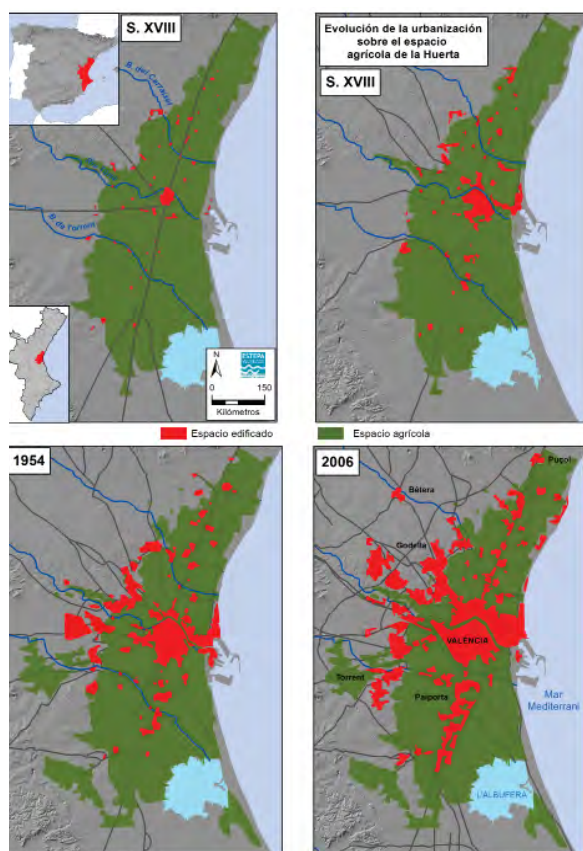 S. XVIII
B. del Carraixet
B. de Torrent
N
ESTEPA
0 150
Kilómetros
Evolución de la urbanización
sobre el espacio
agrícola de la Huerta
S. XVIII
Espacio edificado
Espacio agrícola
1954
2006
Puçol
Bétera
Godella
VALENCIA
Torrent
Paiporta
Mar
Mediterrani
L'ALBUFERA